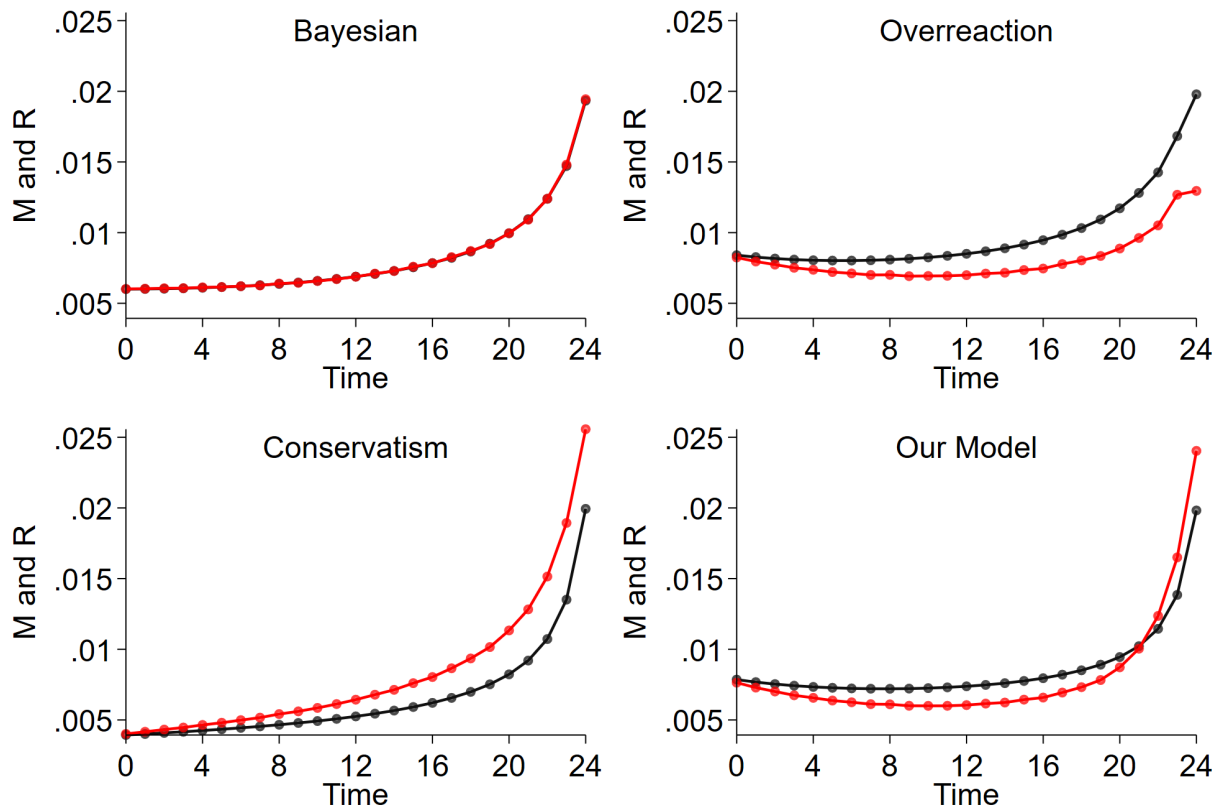 Bayesian
M and R
.025
.02
.015
.01
.005
0 4 8 12 16 20 24
Time
Overreaction
M and R
.025
.02
.015
.01
.005
0 4 8 12 16 20 24
Time
Conservatism
M and R
.025
.02
.015
.01
.005
0 4 8 12 16 20 24
Time
Our Model
M and R
.025
.02
.015
.01
.005
0 4 8 12 16 20 24
Time